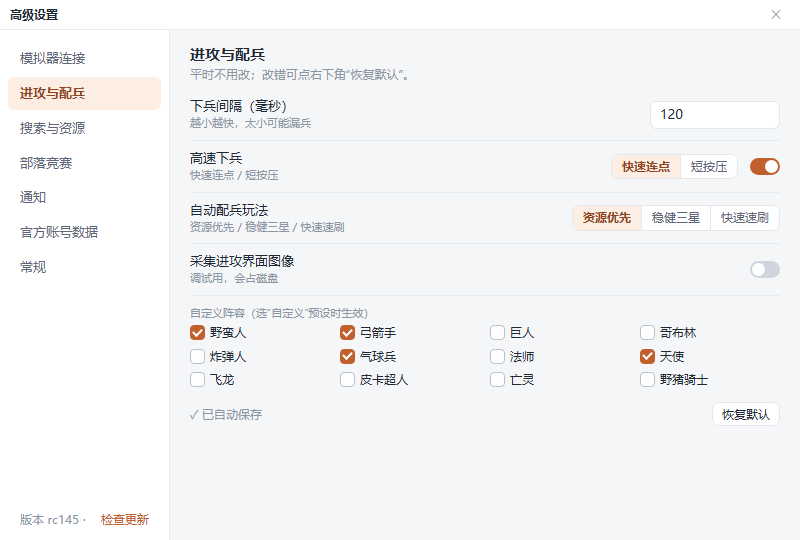 高级设置
模拟器连接
进攻与配兵
搜索与资源
部落竞赛
通知
官方账号数据
常规
版本 rc145 · 检查更新
进攻与配兵
平时不用改；改错可点右下角“恢复默认”。
下兵间隔（毫秒）
越小越快，太小可能漏兵
120
高速下兵
快速连点 / 短按压
快速连点 短按压
自动配兵玩法
资源优先 / 稳健三星 / 快速速刷
资源优先 稳健三星 快速速刷
采集进攻界面图像
调试用，会占磁盘
自定义阵容（选“自定义”预设时生效）
野蛮人 弓箭手 巨人 哥布林
炸弹人 气球兵 法师 天使
飞龙 皮卡超人 亡灵 野猪骑士
✓ 已自动保存
恢复默认